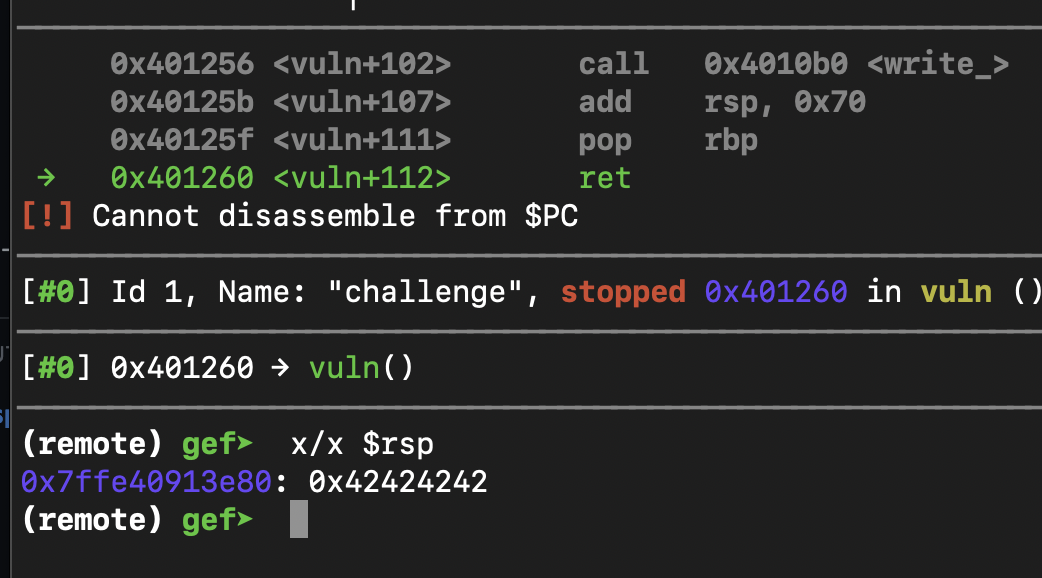 0x401256 <vuln+102> call 0x4010b0 <write_>
0x40125b <vuln+107> add rsp, 0x70
0x40125f <vuln+111> pop rbp
→ 0x401260 <vuln+112> ret
[!] Cannot disassemble from $PC
[#0] Id 1, Name: "challenge", stopped 0x401260 in vuln ()
[#0] 0x401260 → vuln()
(remote) gef➤ x/x $rsp
0x7ffe40913e80: 0x42424242
(remote) gef➤